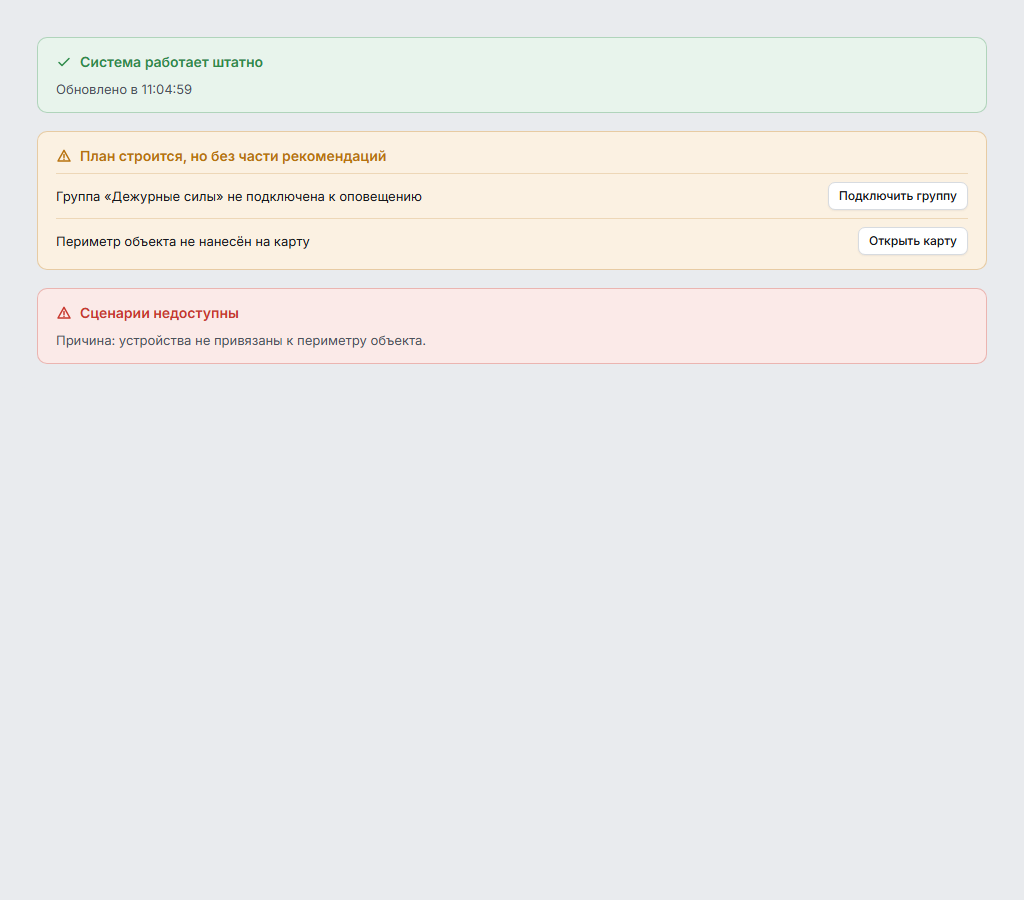 Система работает штатно
Обновлено в 11:04:59
План строится, но без части рекомендаций
Группа «Дежурные силы» не подключена к оповещению
Подключить группу
Периметр объекта не нанесён на карту
Открыть карту
Сценарии недоступны
Причина: устройства не привязаны к периметру объекта.